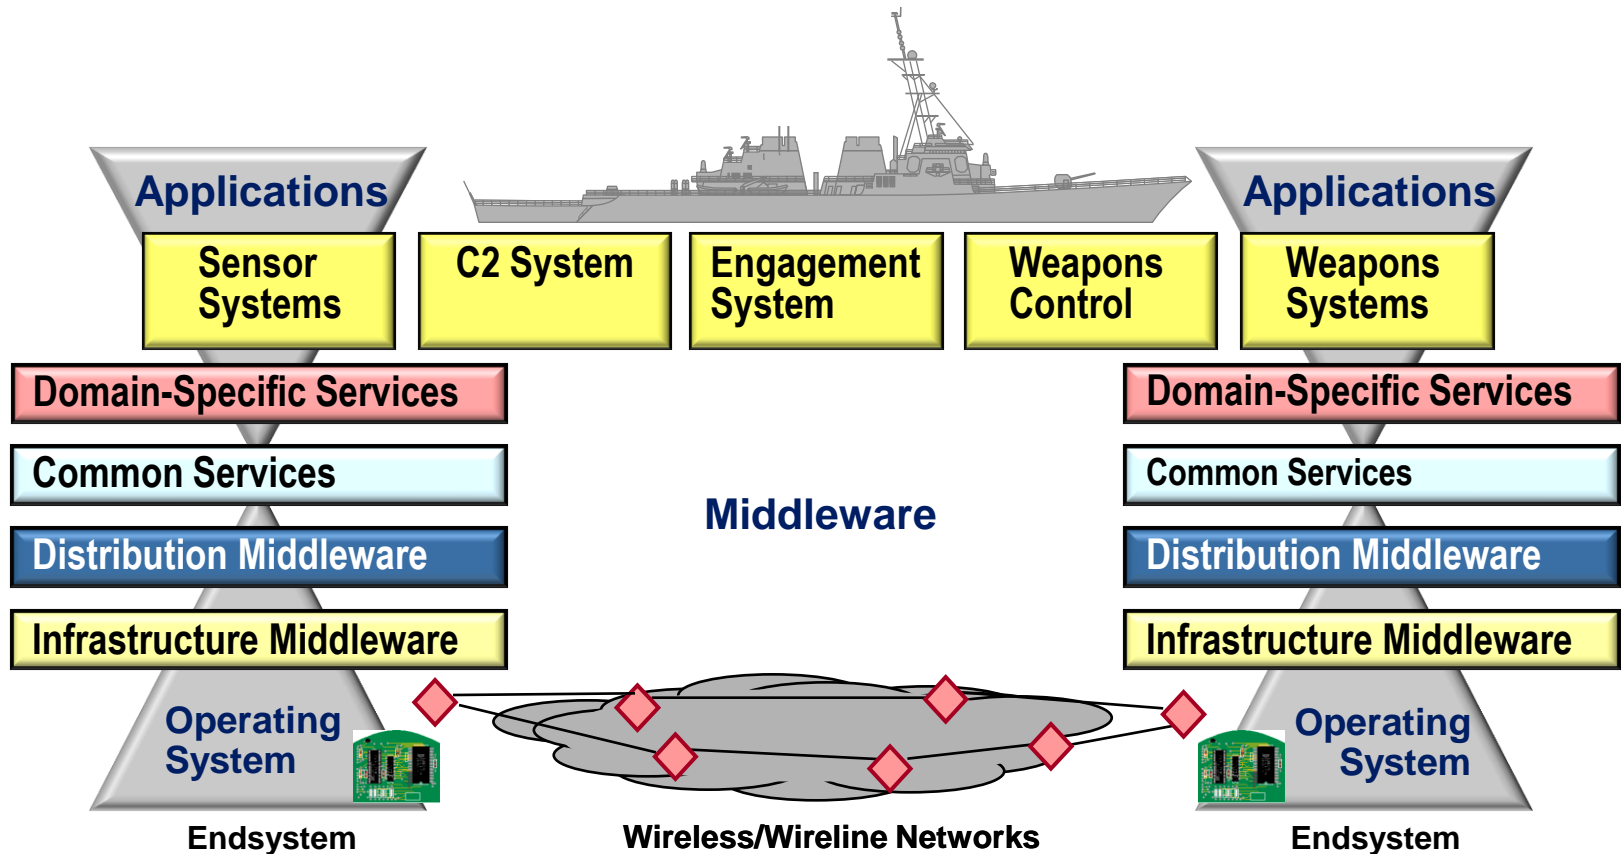 Applications
Applications
Sensor
Systems
C2 System
Engagement
System
Weapons
Control
Weapons
Systems
Domain-Specific Services
Domain-Specific Services
Common Services
Common Services
Middleware
Distribution Middleware
Distribution Middleware
Infrastructure Middleware
Infrastructure Middleware
Operating
System
Operating
System
Endsystem
Wireless/Wireline Networks
Endsystem